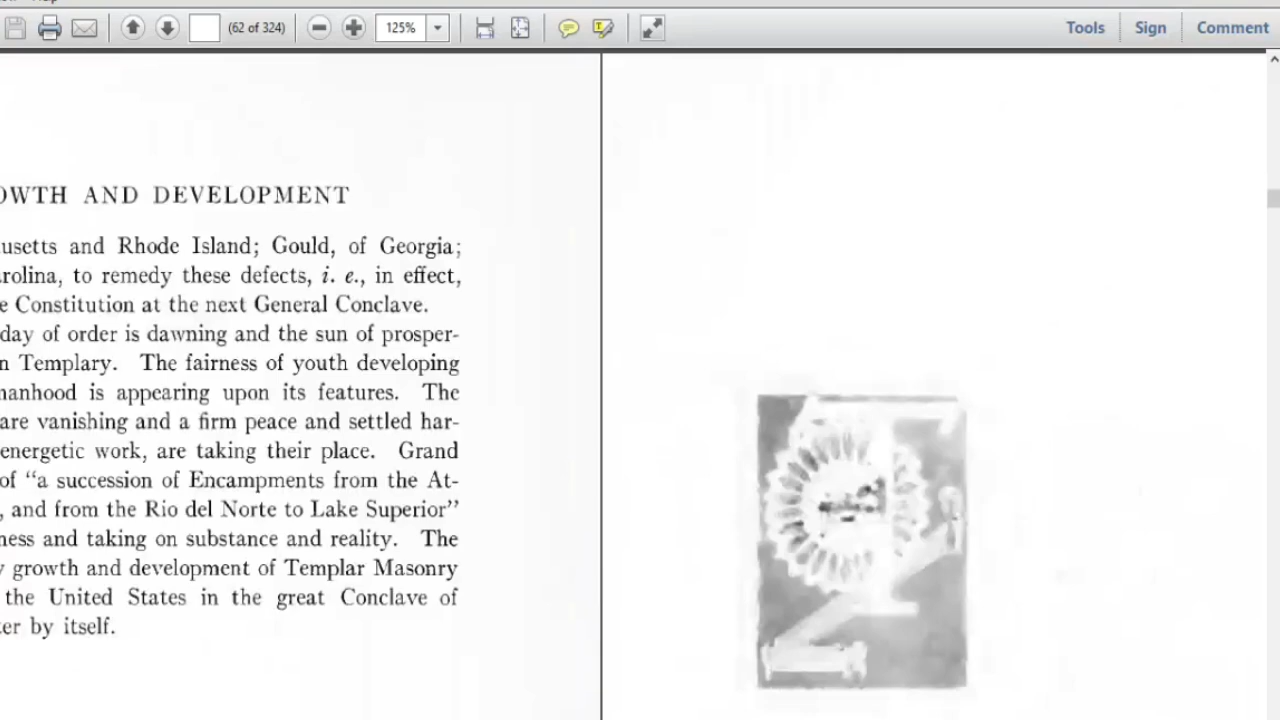 (62 of 324)
125%
Tools
Sign
Comment
OWTH AND DEVELOPMENT
usetts and Rhode Island; Gould, of Georgia;
arolina, to remedy these defects, i. e., in effect,
e Constitution at the next General Conclave.
day of order is dawning and the sun of prosper-
n Templary. The fairness of youth developing
manhood is appearing upon its features. The
are vanishing and a firm peace and settled har-
energetic work, are taking their place. Grand
of "a succession of Encampments from the At-
, and from the Rio del Norte to Lake Superior"
ness and taking on substance and reality. The
y growth and development of Templar Masonry
the United States in the great Conclave of
ter by itself.